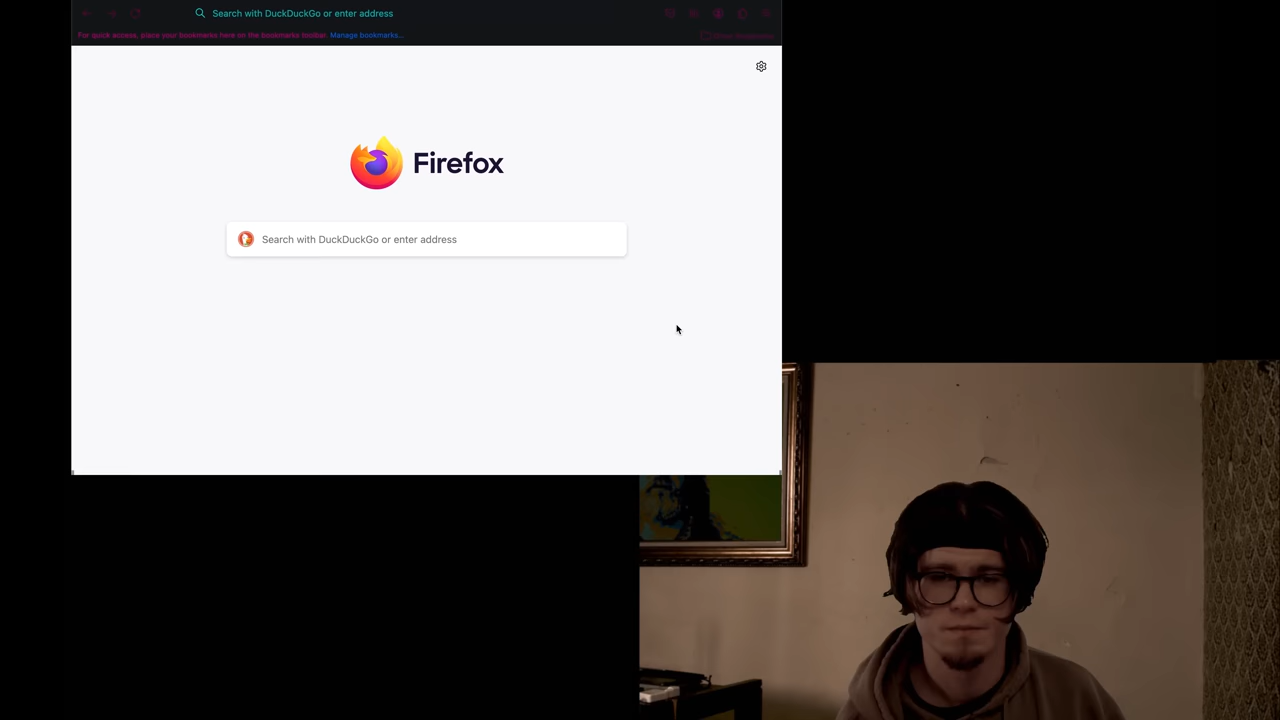 Search with DuckDuckGo or enter address
For quick access, place your bookmarks here on the bookmarks toolbar. Manage bookmarks...
Firefox
Search with DuckDuckGo or enter address